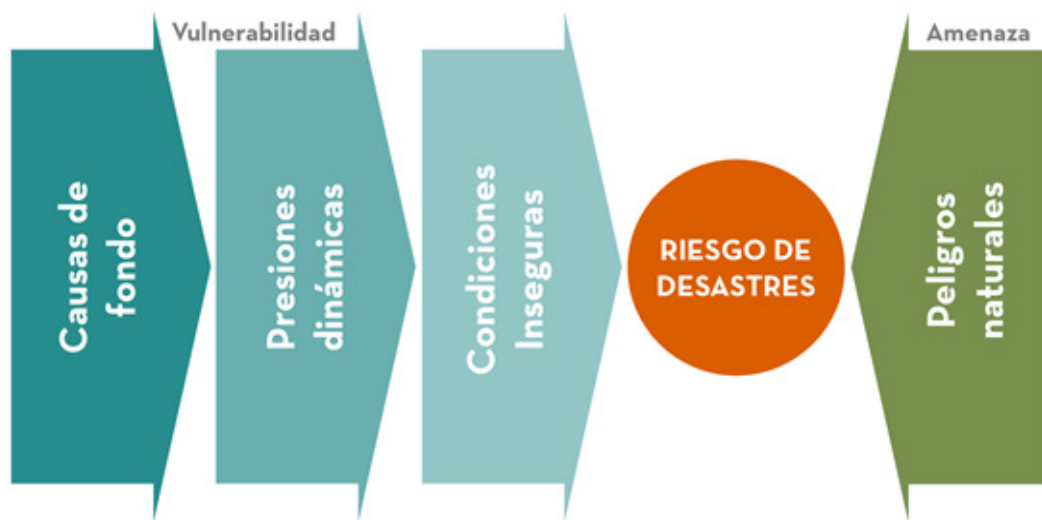 Vulnerabilidad
Amenaza
Causas de
fondo
Presiones
dinámicas
Condiciones
Inseguras
RIESGO DE
DESASTRES
Peligros
naturales